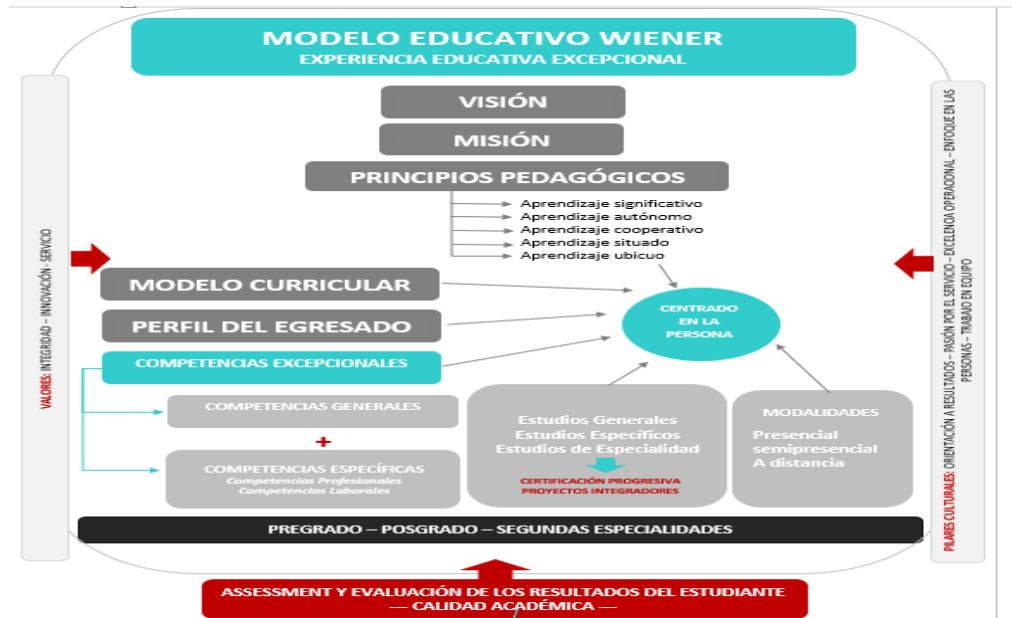 MODELO EDUCATIVO WIENER
EXPERIENCIA EDUCATIVA EXCEPCIONAL
VISIÓN
MISIÓN
PRINCIPIOS PEDAGÓGICOS
Aprendizaje significativo
Aprendizaje autónomo
Aprendizaje cooperativo
Aprendizaje situado
Aprendizaje ubicuo
MODELO CURRICULAR
PERFIL DEL EGRESADO
COMPETENCIAS EXCEPCIONALES
CENTRADO
EN LA
PERSONA
COMPETENCIAS GENERALES
+
COMPETENCIAS ESPECÍFICAS
Competencias Profesionales
Competencias Laborales
Estudios Generales
Estudios Específicos
Estudios de Especialidad
CERTIFICACIÓN PROGRESIVA
PROYECTOS INTEGRADORES
MODALIDADES
Presencial
semipresencial
A distancia
PREGRADO – POSGRADO – SEGUNDAS ESPECIALIDADES
ASSESSMENT Y EVALUACIÓN DE LOS RESULTADOS DEL ESTUDIANTE
--- CALIDAD ACADÉMICA ---
VALORES: INTEGRIDAD – INNOVACIÓN - SERVICIO
PILARES CULTURALES: ORIENTACIÓN A RESULTADOS – PASIÓN POR EL SERVICIO – EXCELENCIA OPERACIONAL – ENFOQUE EN LAS
PERSONAS – TRABAJO EN EQUIPO